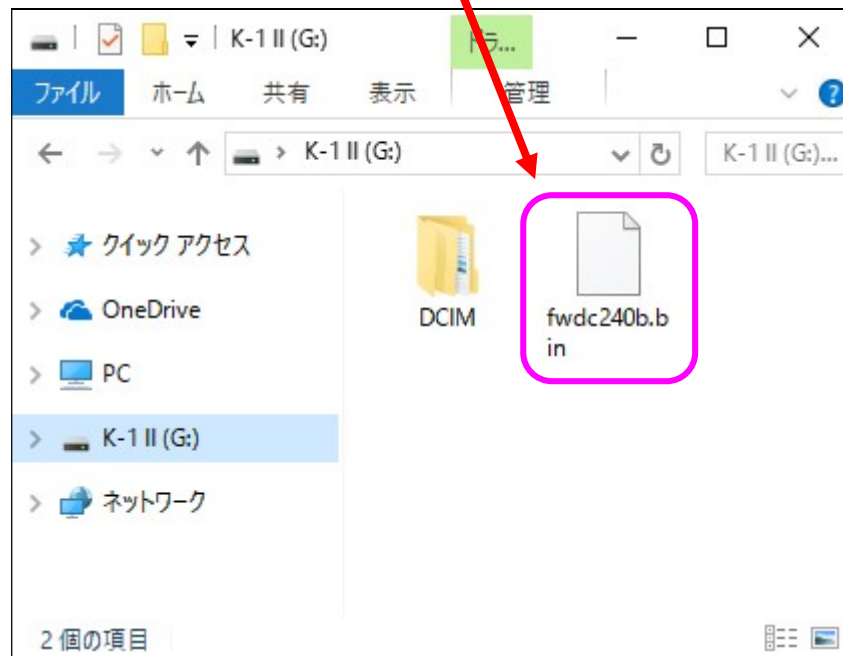 K-1 II (G:)
ドラ...
ファイル ホーム 共有 表示 管理
K-1 II (G:)
K-1 II (G:)...
クイック アクセス
OneDrive
PC
K-1 II (G:)
ネットワーク
DCIM
fwdc240b.b
in
2 個の項目